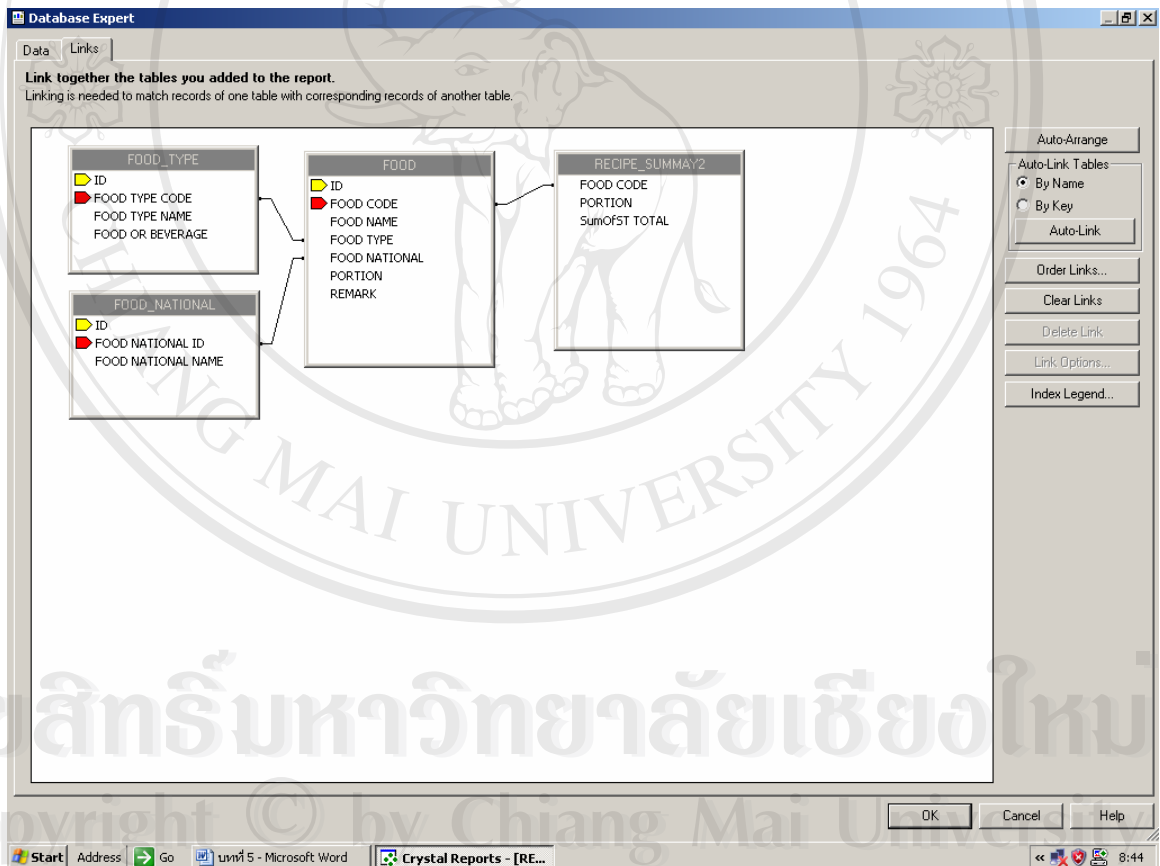 Database Expert
Data
Links
Link together the tables you added to the report.
Linking is needed to match records of one table with corresponding records of another table.
FOOD_TYPE
ID
FOOD TYPE CODE
FOOD TYPE NAME
FOOD OR BEVERAGE
FOOD_NATIONAL
ID
FOOD NATIONAL ID
FOOD NATIONAL NAME
FOOD
ID
FOOD CODE
FOOD NAME
FOOD TYPE
FOOD NATIONAL
PORTION
REMARK
RECIPE_SUMMAY2
FOOD CODE
PORTION
SumOfST TOTAL
Auto-Arrange
Auto-Link Tables
By Name
By Key
Auto-Link
Order Links...
Clear Links
Delete Link
Link Options...
Index Legend...
CHIANG MAI UNIVERSITY 1964
สิทธิ์มหาวิทยาลัยเชียงใหม่
by Chiang Mai University
OK
Cancel
Help
Start
Address
Go
บทที่ 5 - Microsoft Word
Crystal Reports - [RE...
8:44